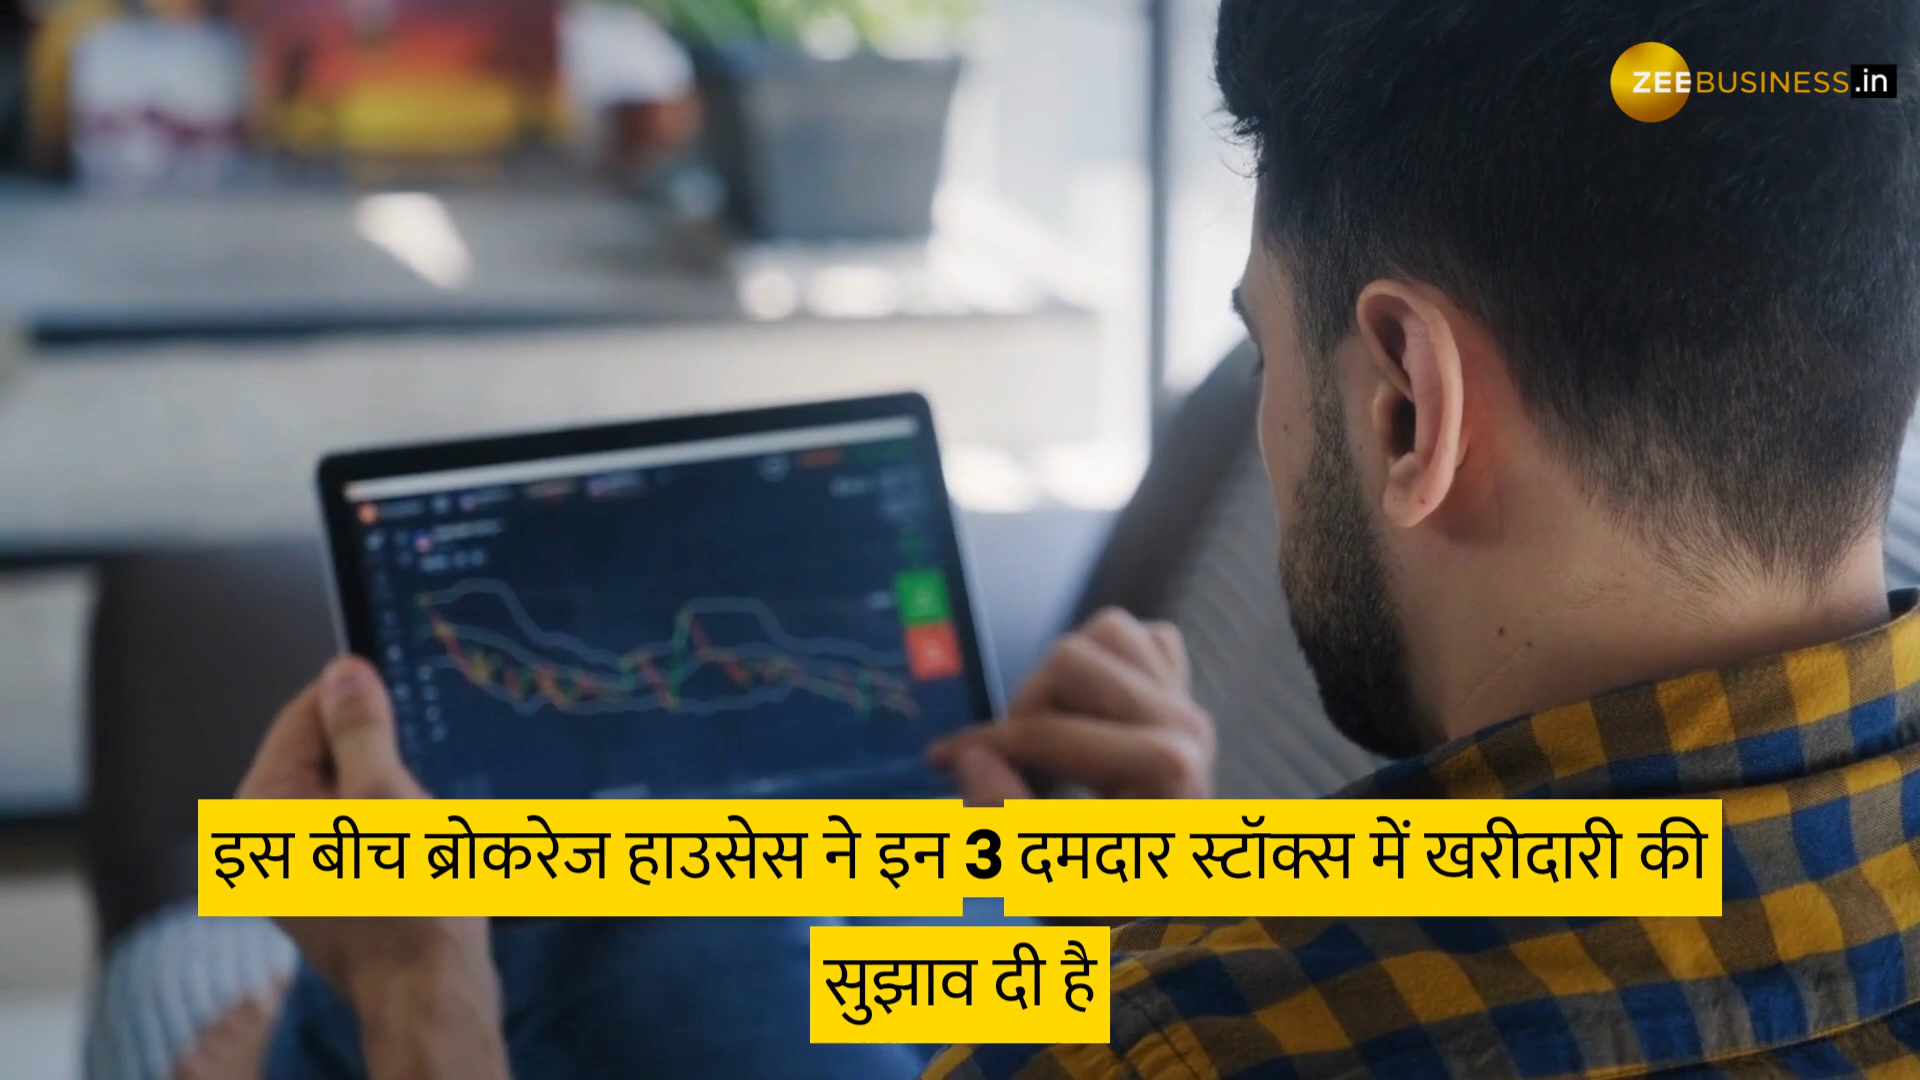 ZEEBUSINESS.in
इस बीच ब्रोकरेज हाउसेस ने इन 3 दमदार स्टॉक्स में खरीदारी की
सुझाव दी है